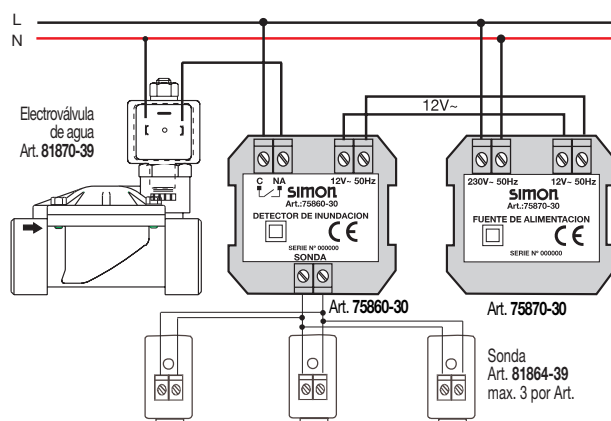 L
N
Electroválvula
de agua
Art. 81870-39
12V~
C NA
12V~ 50Hz
simon
Art.:75860-30
DETECTOR DE INUNDACION
CE
SERIE Nº 000000
SONDA
Art. 75860-30
230V~ 50Hz
12V~ 50Hz
simon
Art.:75870-30
FUENTE DE ALIMENTACION
CE
SERIE Nº 000000
Art. 75870-30
Sonda
Art. 81864-39
max. 3 por Art.